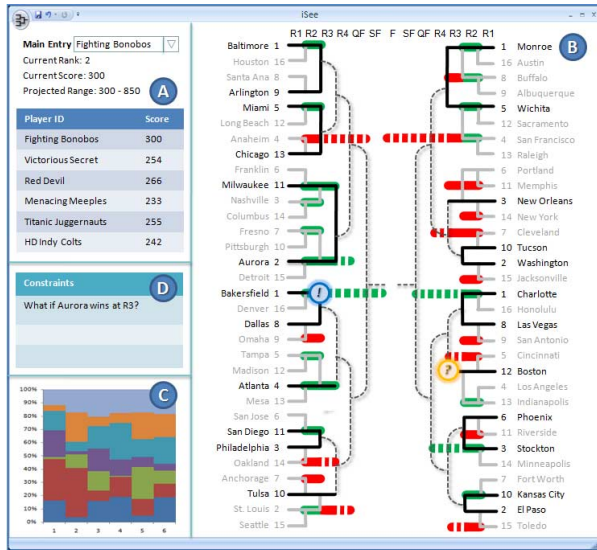 iSee
Main Entry Fighting Bonobos
Current Rank: 2
Current Score: 300
Projected Range: 300 - 850
A
Player ID Score
Fighting Bonobos 300
Victorious Secret 254
Red Devil 266
Menacing Meeples 233
Titanic Juggernauts 255
HD Indy Colts 242
Constraints
D
What if Aurora wins at R3?
C
100%
90%
80%
70%
60%
50%
40%
30%
20%
10%
0%
1 2 3 4 5 6
R1 R2 R3 R4 QF SF F SF QF R4 R3 R2 R1
B
Baltimore 1
Houston 16
Santa Ana 8
Arlington 9
Miami 5
Long Beach 12
Anaheim 4
Chicago 13
Franklin 6
Milwaukee 11
Nashville 3
Columbus 14
Fresno 7
Pittsburgh 10
Aurora 2
Detroit 15
Bakersfield 1
!
Denver 16
Dallas 8
Omaha 9
Tampa 5
Madison 12
Atlanta 4
Mesa 13
San Jose 6
San Diego 11
Philadelphia 3
Oakland 14
Anchorage 7
Tulsa 10
St. Louis 2
Seattle 15
1 Monroe
16 Austin
8 Buffalo
9 Albuquerque
5 Wichita
12 Sacramento
4 San Francisco
13 Raleigh
6 Portland
11 Memphis
3 New Orleans
14 New York
7 Cleveland
10 Tucson
2 Washington
15 Jacksonville
1 Charlotte
16 Honolulu
8 Las Vegas
9 San Antonio
5 Cincinnati
?
12 Boston
4 Los Angeles
13 Indianapolis
6 Phoenix
11 Riverside
3 Stockton
14 Minneapolis
7 Fort Worth
10 Kansas City
2 El Paso
15 Toledo